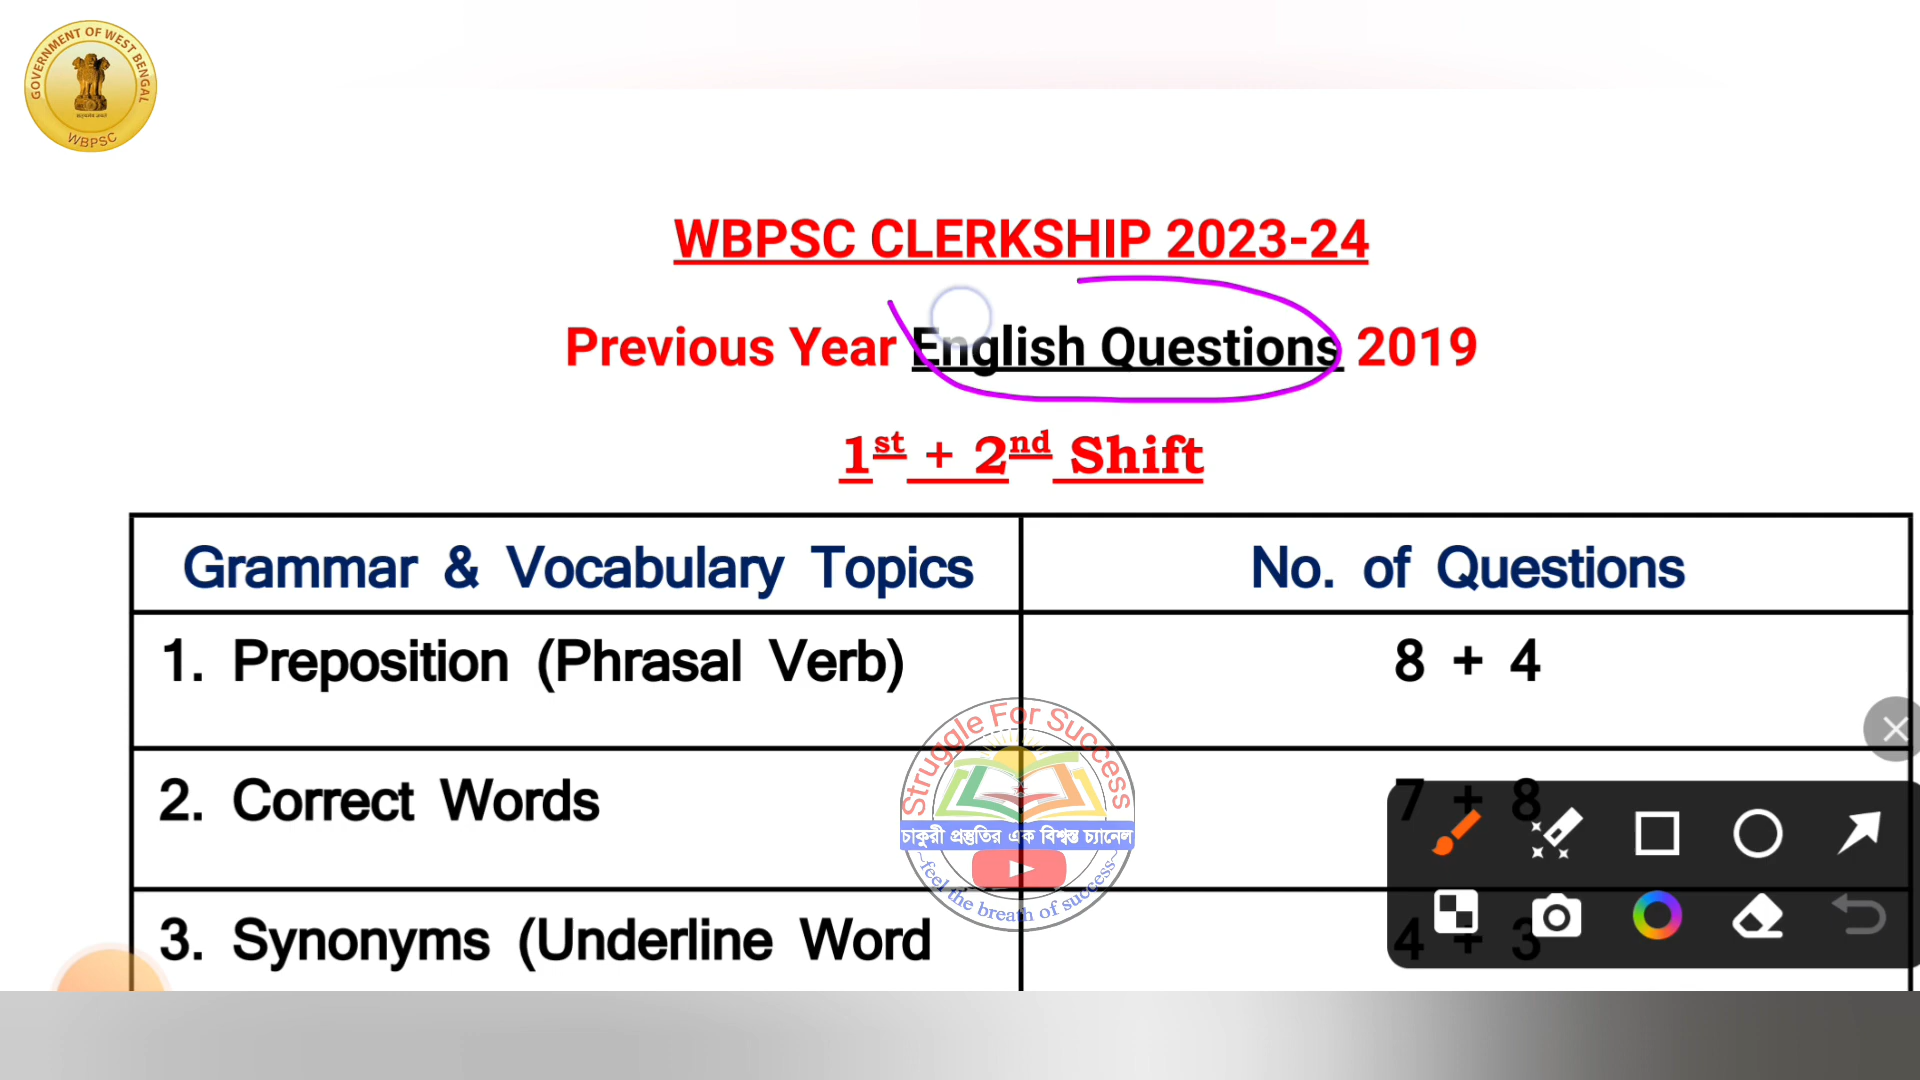 GOVERNMENT OF WEST BENGAL
WBPSC
WBPSC CLERKSHIP 2023-24
Previous Year English Questions 2019
1st + 2nd Shift
Grammar & Vocabulary Topics No. of Questions
1. Preposition (Phrasal Verb) 8 + 4
2. Correct Words 7 + 8
3. Synonyms (Underline Word 4 + 3
Struggle For Success
চাকুরী প্রস্তুতির এক বিশ্বস্ত চ্যানেল
~feel the breath of success~